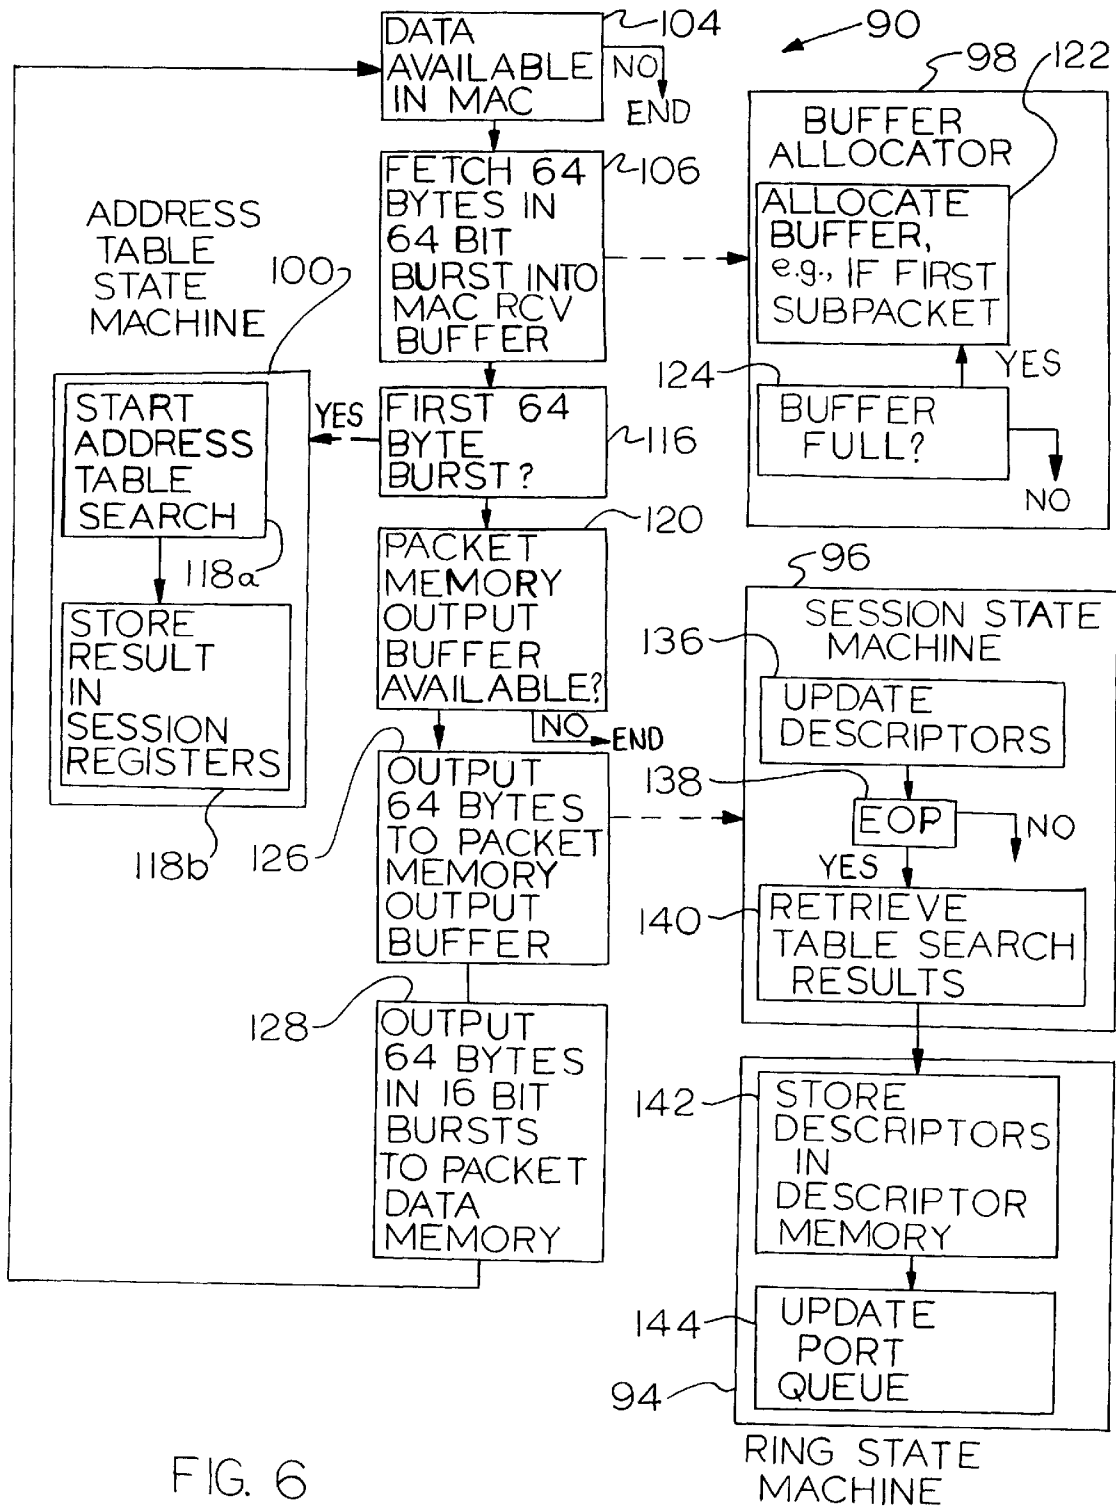 104
DATA
AVAILABLE
IN MAC
NO
END
90
98
122
BUFFER
ALLOCATOR
FETCH 64
BYTES IN
64 BIT
BURST INTO
MAC RCV
BUFFER
106
ALLOCATE
BUFFER,
e.g., IF FIRST
SUBPACKET
ADDRESS
TABLE
STATE
MACHINE
100
124
YES
BUFFER
FULL?
NO
START
ADDRESS
TABLE
SEARCH
118a
YES
FIRST 64
BYTE
BURST?
116
120
PACKET
MEMORY
OUTPUT
BUFFER
AVAILABLE?
NO
END
STORE
RESULT
IN
SESSION
REGISTERS
118b
96
SESSION STATE
MACHINE
136
UPDATE
DESCRIPTORS
138
EOP
NO
YES
126
OUTPUT
64 BYTES
TO PACKET
MEMORY
OUTPUT
BUFFER
140
RETRIEVE
TABLE SEARCH
RESULTS
128
OUTPUT
64 BYTES
IN 16 BIT
BURSTS
TO PACKET
DATA
MEMORY
142
STORE
DESCRIPTORS
IN
DESCRIPTOR
MEMORY
144
UPDATE
PORT
QUEUE
94
RING STATE
MACHINE
FIG. 6